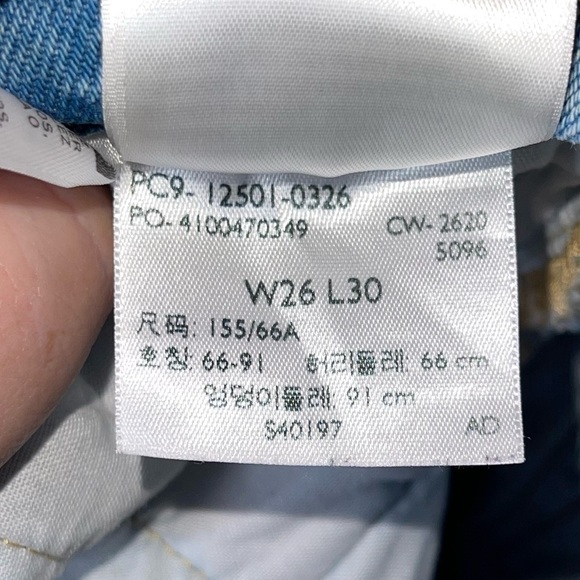 PC9- 12501-0326
PO- 4100470349 CW- 2620
5096
W26 L30
尺码: 155/66A
호칭: 66-91 허리둘레: 66 cm
엉덩이둘레: 91 cm
S40197 AD